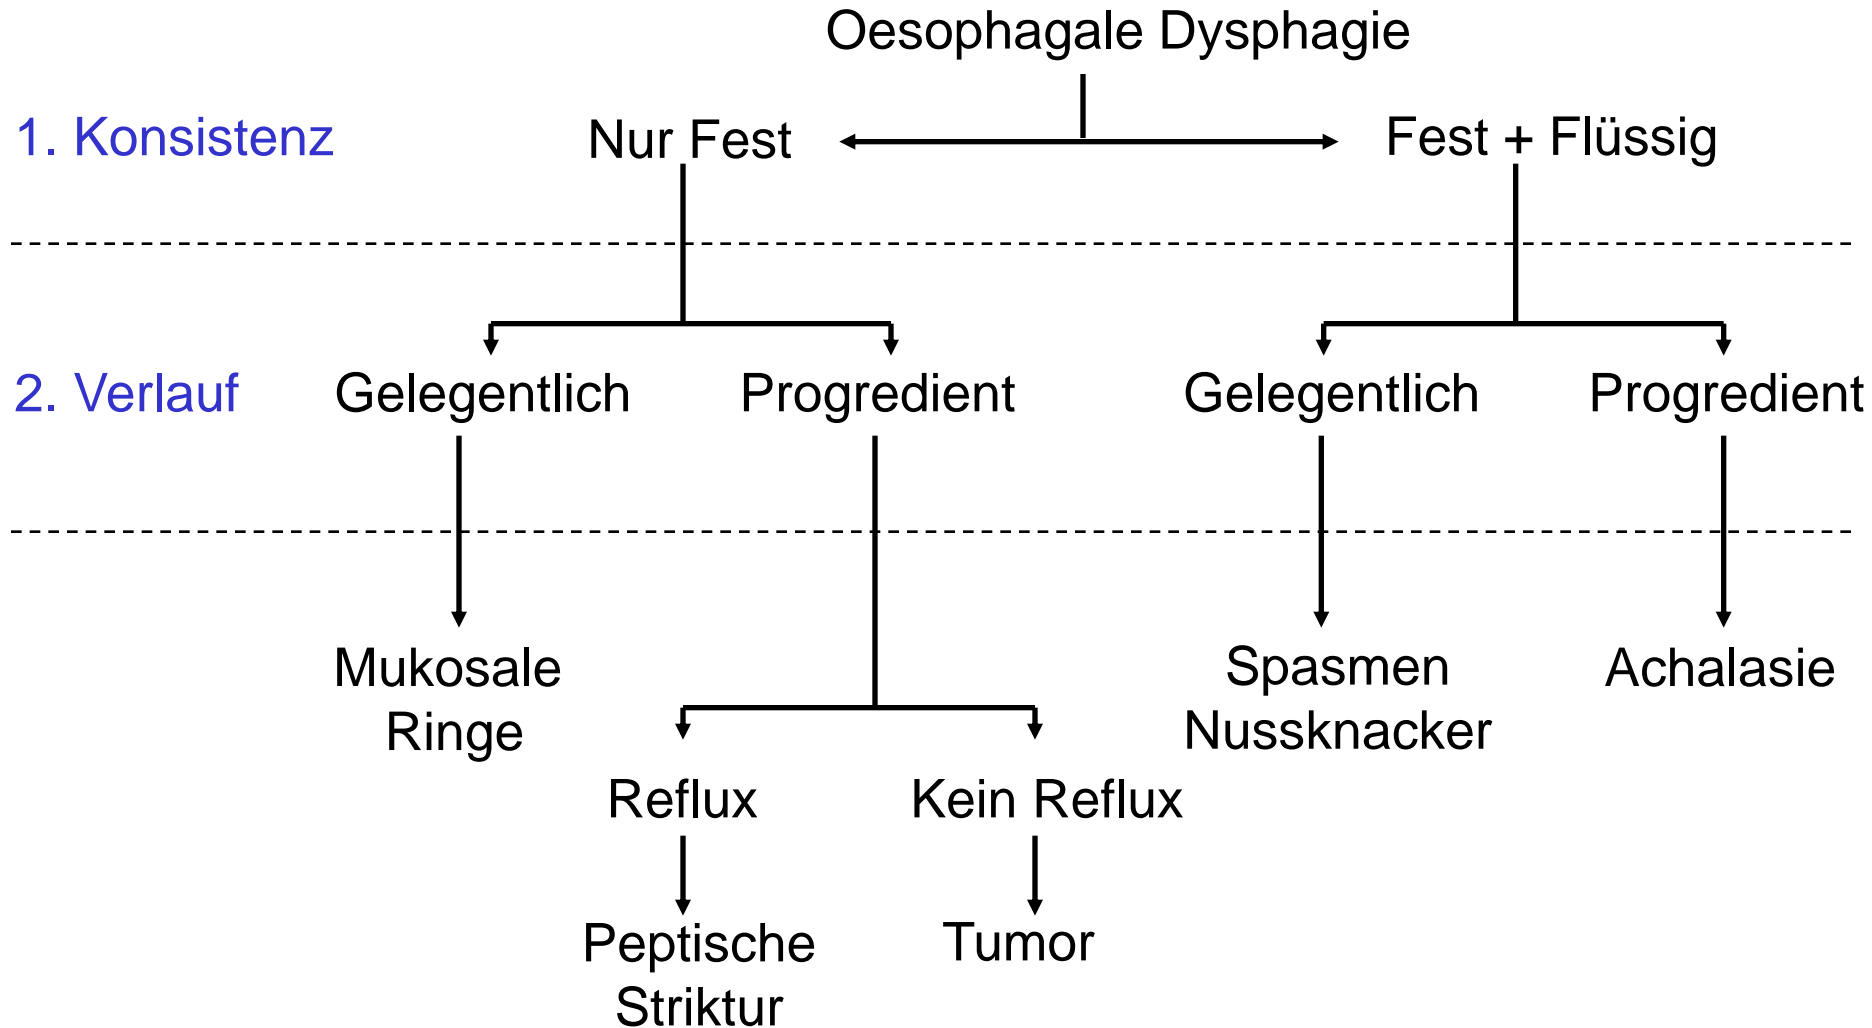 Oesophagale Dysphagie
1. Konsistenz Nur Fest Fest + Flüssig
2. Verlauf Gelegentlich Progredient Gelegentlich Progredient
Mukosale
Ringe
Spasmen
Nussknacker
Achalasie
Reflux Kein Reflux
Peptische
Striktur
Tumor